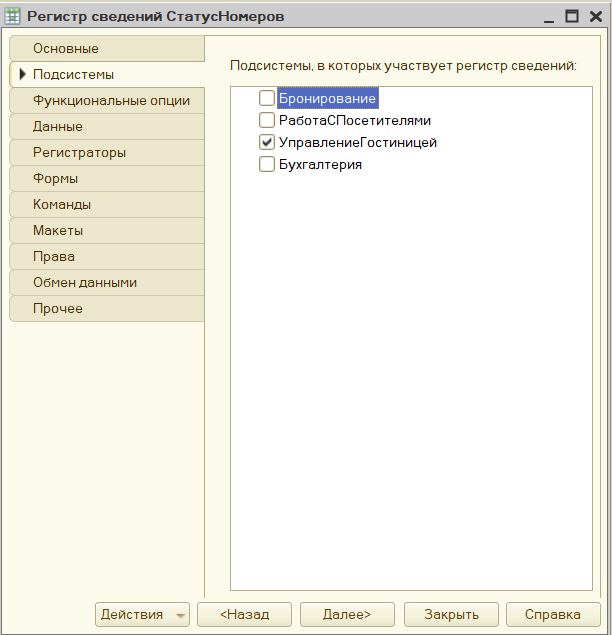 Регистр сведений СтатусНомеров
Основные
Подсистемы
Функциональные опции
Данные
Регистраторы
Формы
Команды
Макеты
Права
Обмен данными
Прочее
Подсистемы, в которых участвует регистр сведений:
Бронирование
РаботаСПосетителями
УправлениеГостиницей
Бухгалтерия
Действия
<Назад
Далее>
Закрыть
Справка